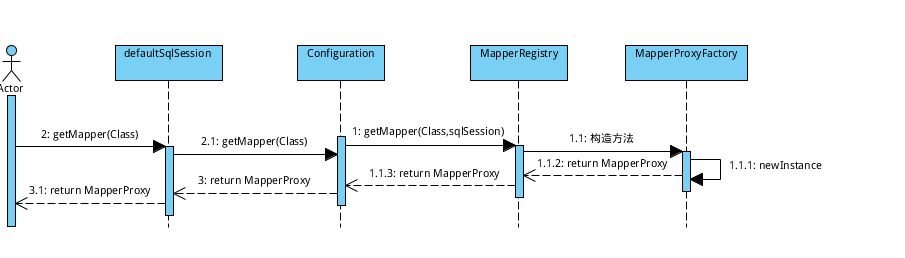 defaultSqlSession
Configuration
MapperRegistry
MapperProxyFactory
Actor
2: getMapper(Class)
2.1: getMapper(Class)
1: getMapper(Class,sqlSession)
1.1: 构造方法
1.1.1: newInstance
1.1.2: return MapperProxy
1.1.3: return MapperProxy
3: return MapperProxy
3.1: return MapperProxy